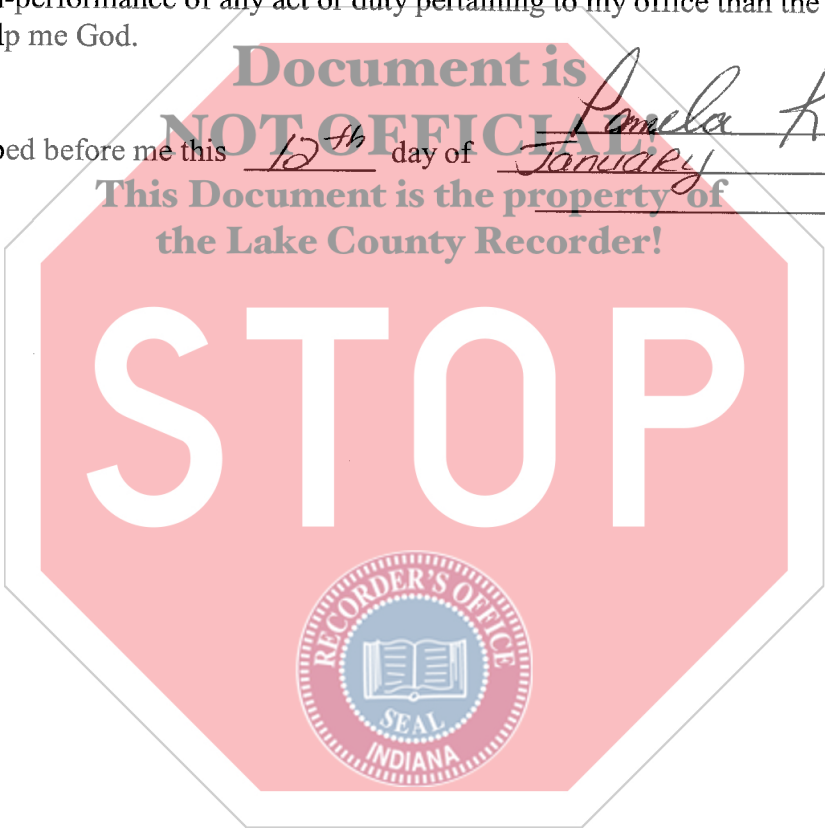 -performance of any act or duty pertaining to my office than the
lp me God.
Document is
NOT OFFICIAL!
Pamela K
bed before me this 12th day of January
This Document is the property of
the Lake County Recorder!
STOP
RECORDER'S OFFICE
SEAL
INDIANA